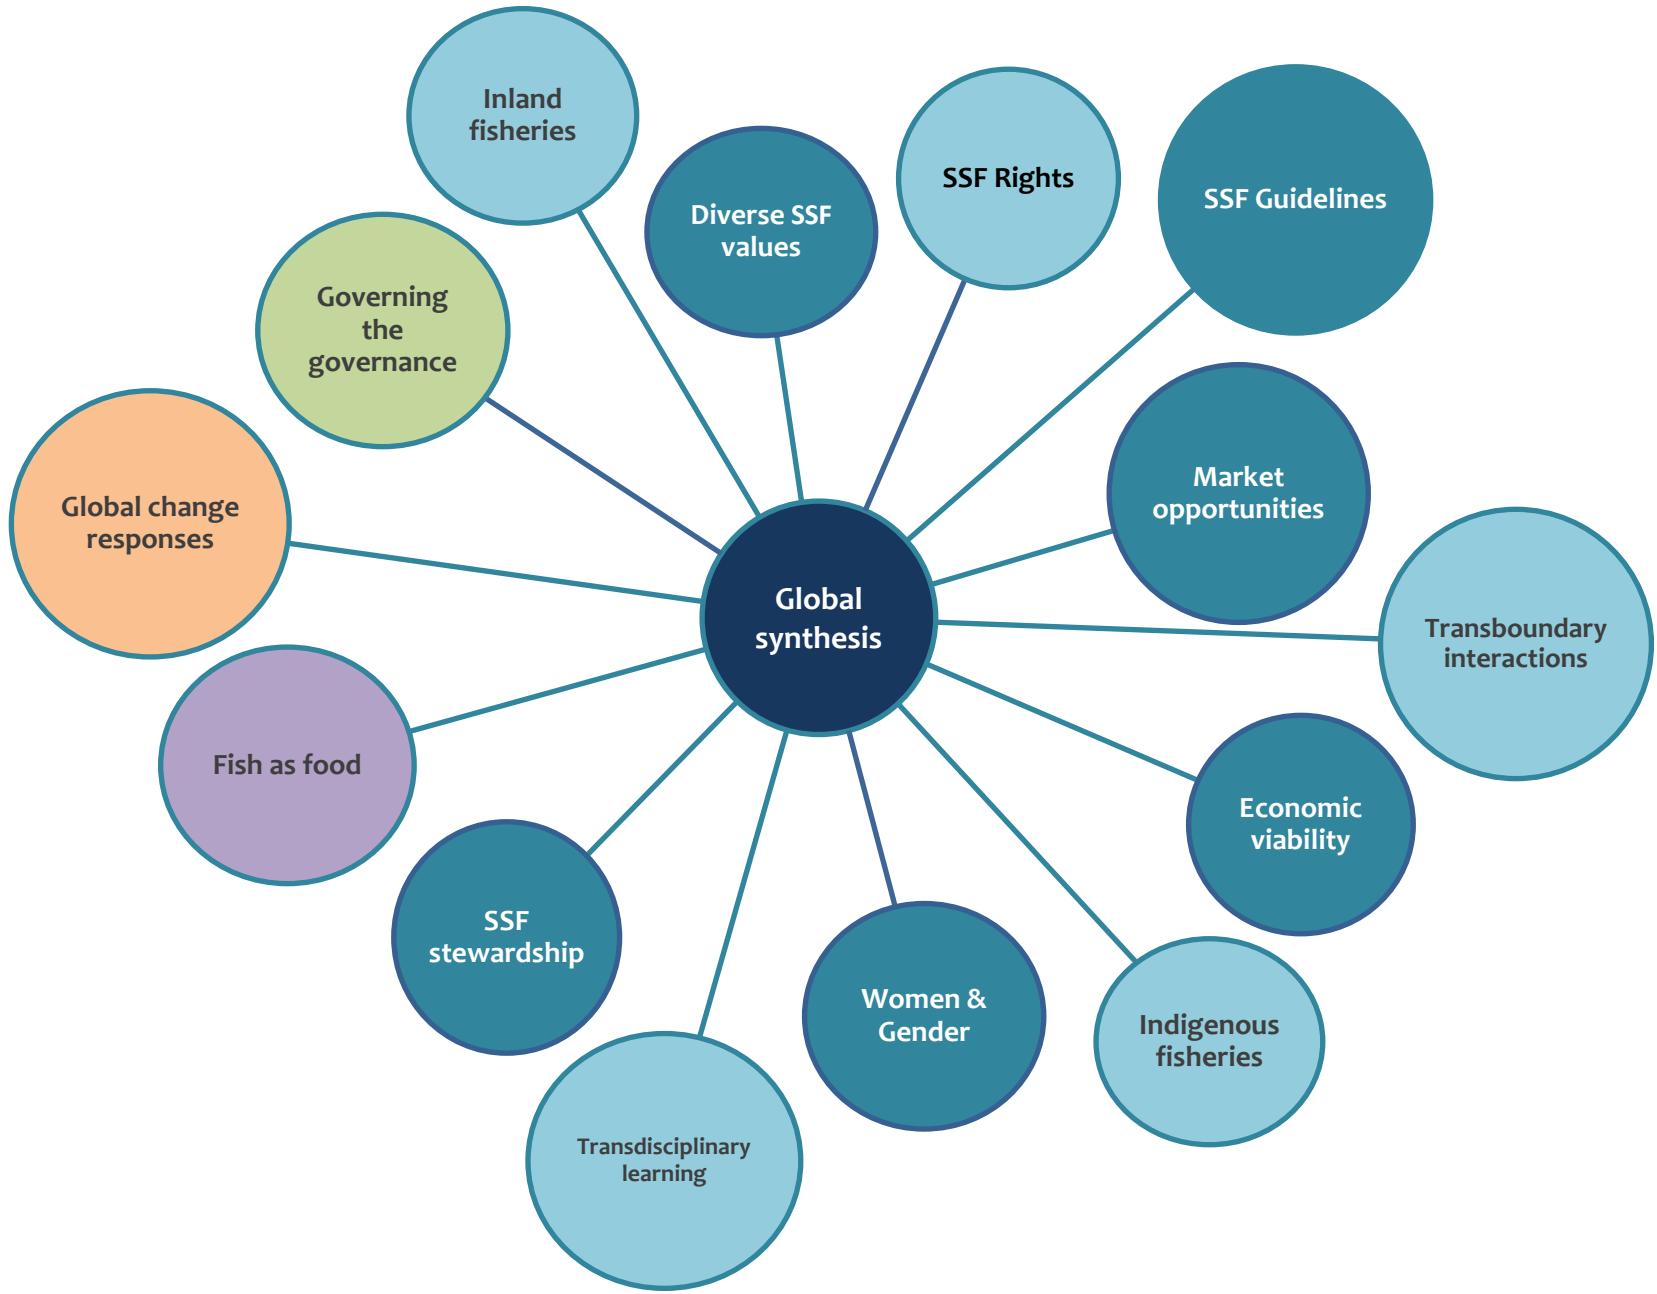 Inland
fisheries
Diverse SSF
values
SSF Rights
SSF Guidelines
Governing
the
governance
Market
opportunities
Global change
responses
Global
synthesis
Transboundary
interactions
Fish as food
Economic
viability
SSF
stewardship
Women &
Gender
Indigenous
fisheries
Transdisciplinary
learning